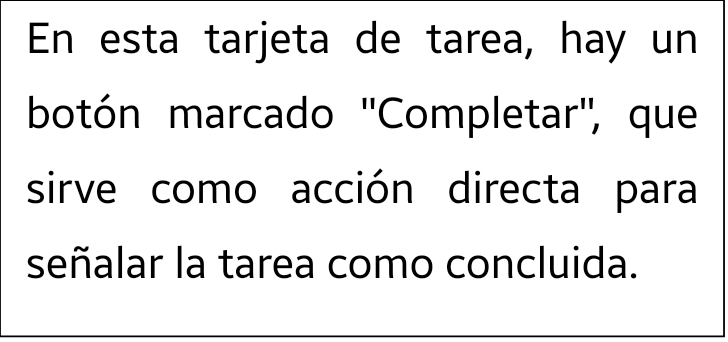 En esta tarjeta de tarea, hay un
botón marcado "Completar", que
sirve como acción directa para
señalar la tarea como concluida.